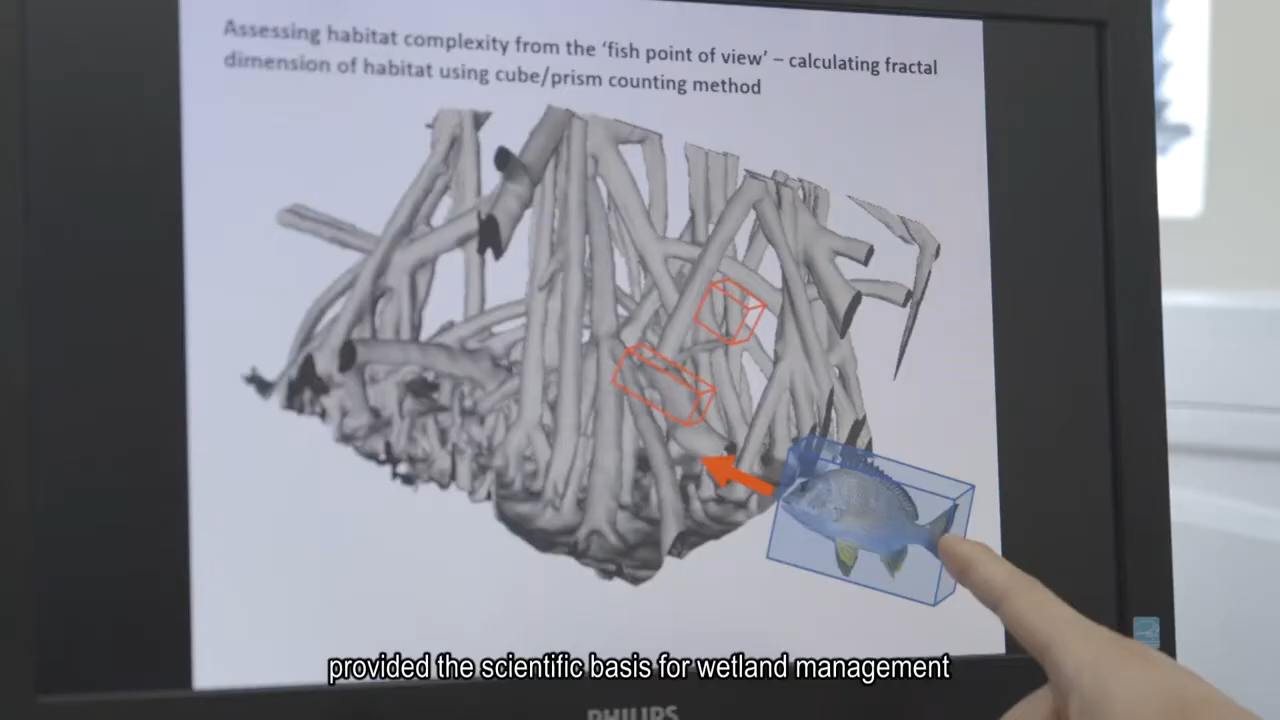 Assessing habitat complexity from the ‘fish point of view’ – calculating fractal
dimension of habitat using cube/prism counting method
provided the scientific basis for wetland management
PHILIPS